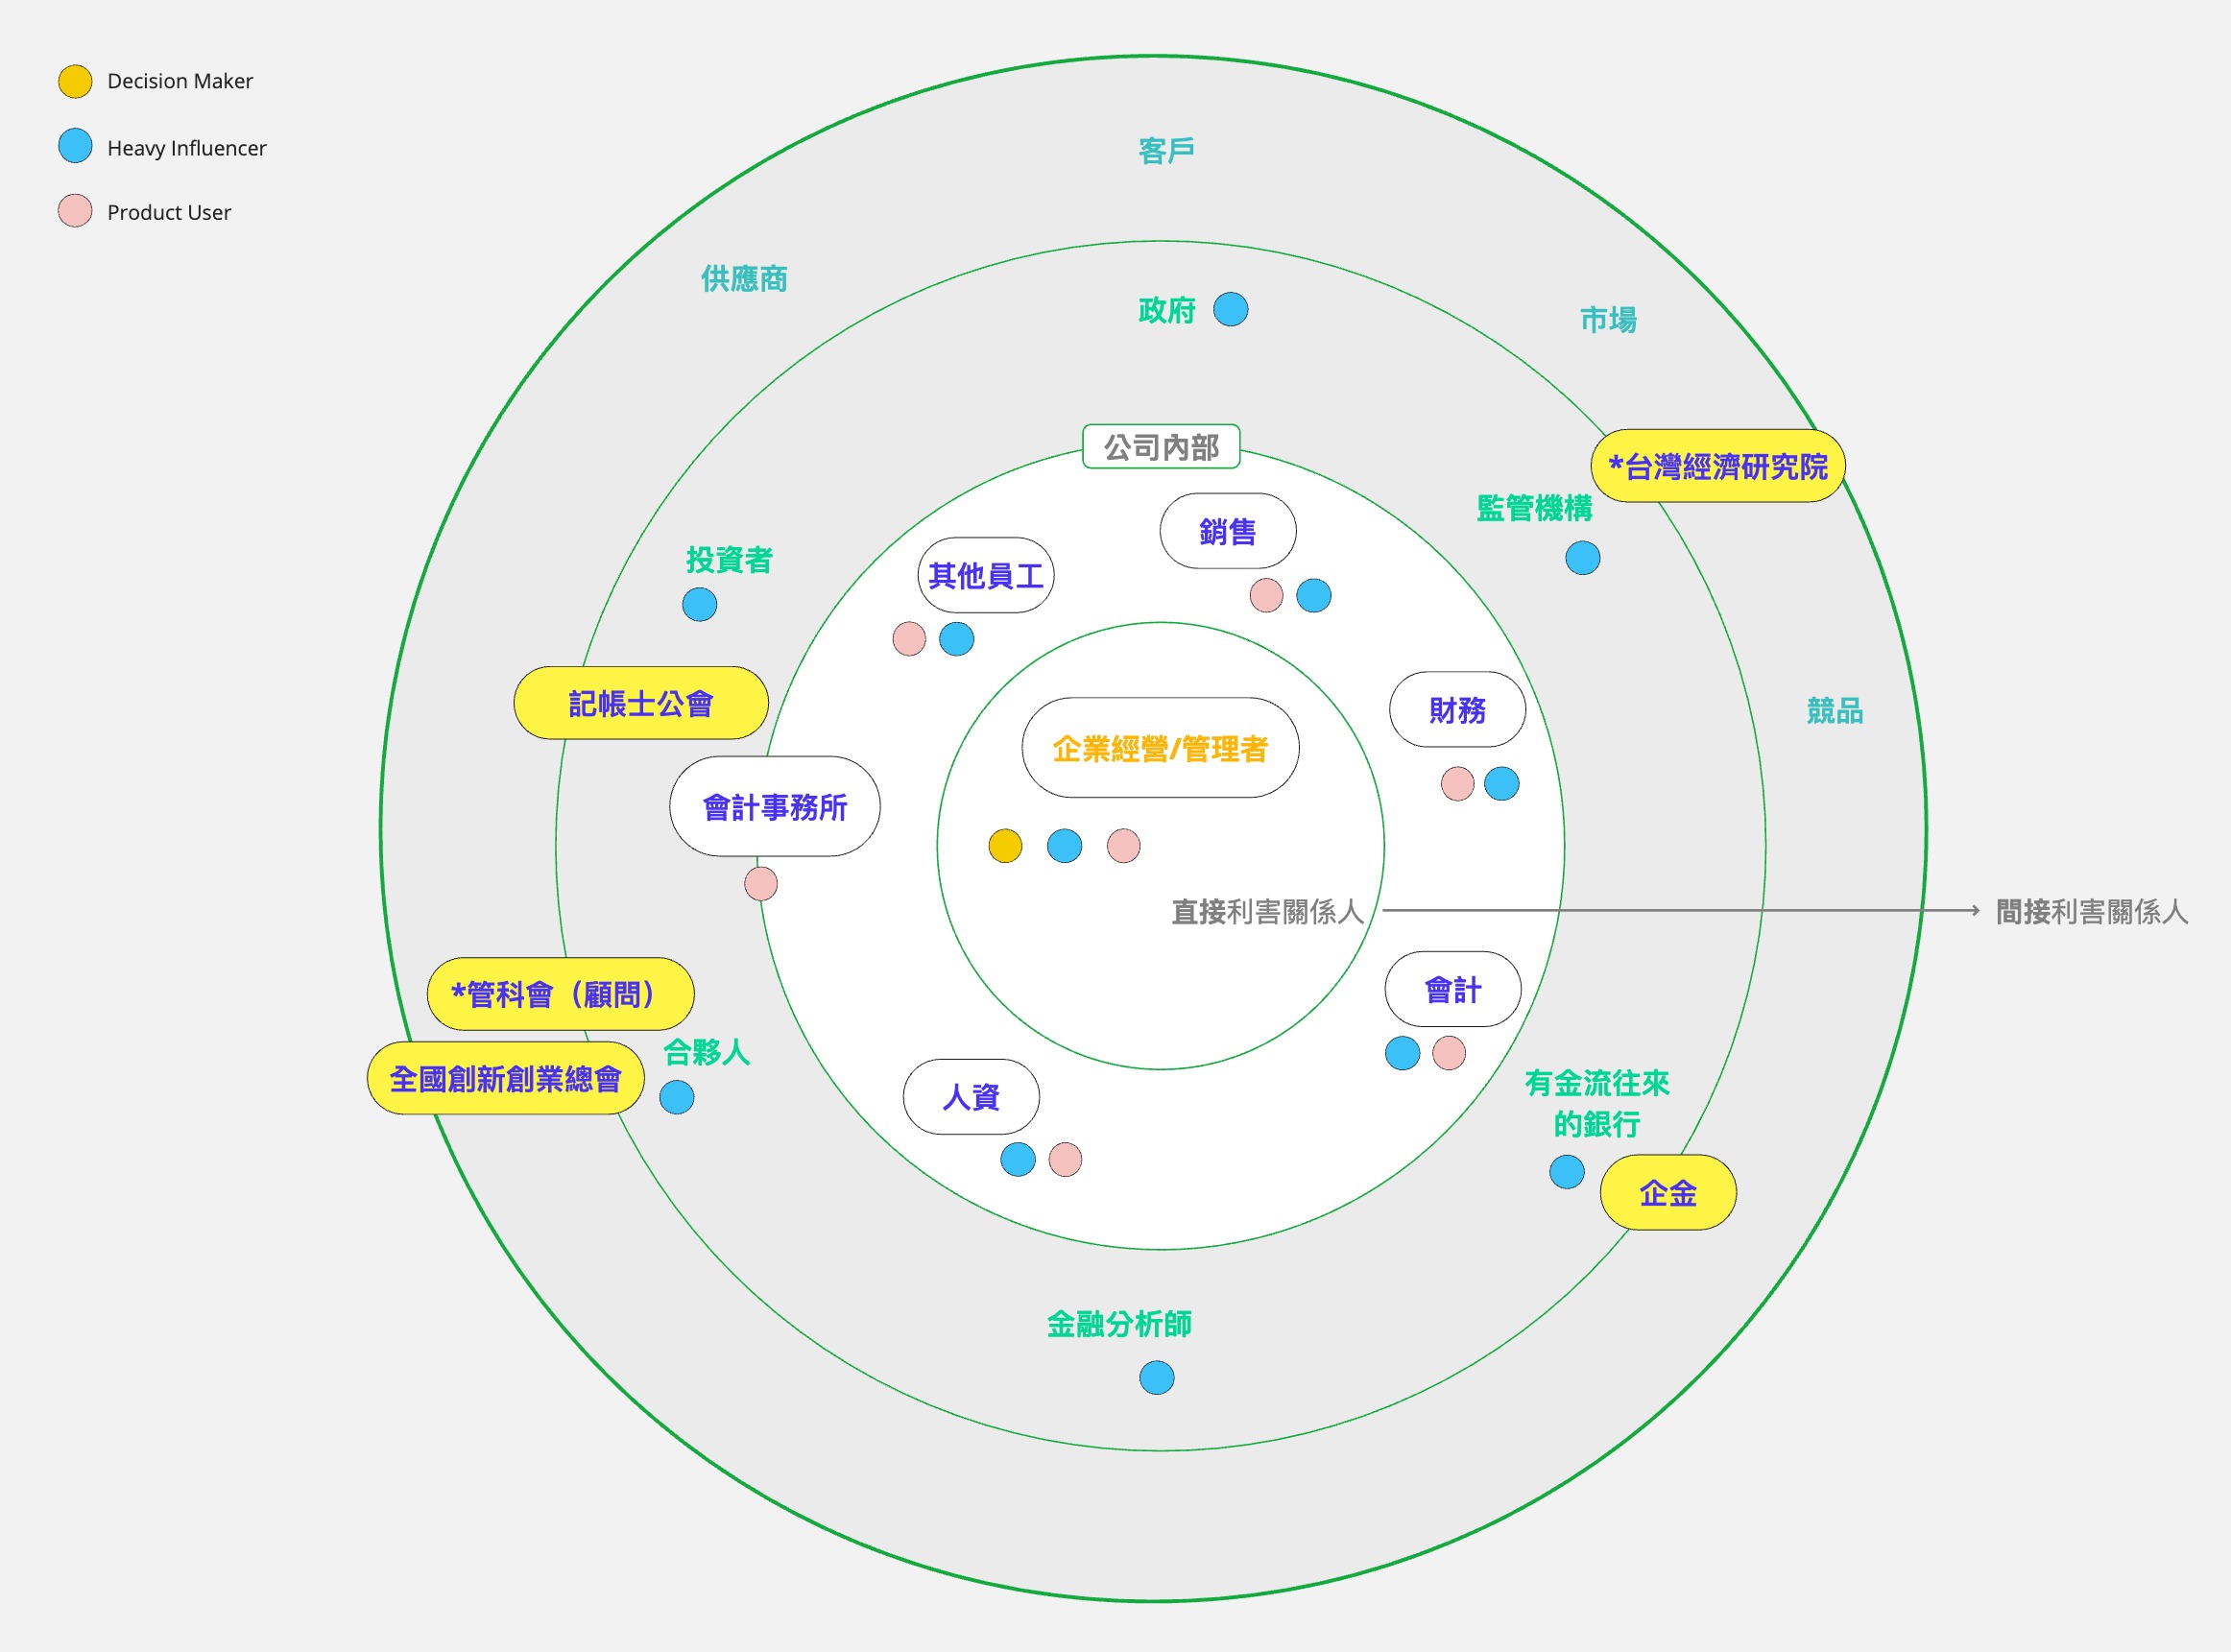 Decision Maker
Heavy Influencer
Product User
客戶
供應商
政府
市場
公司內部
*台灣經濟研究院
監管機構
銷售
投資者
其他員工
記帳士公會
財務
競品
企業經營/管理者
會計事務所
直接利害關係人
間接利害關係人
*管科會（顧問）
會計
合夥人
全國創新創業總會
人資
有金流往來
的銀行
企金
金融分析師